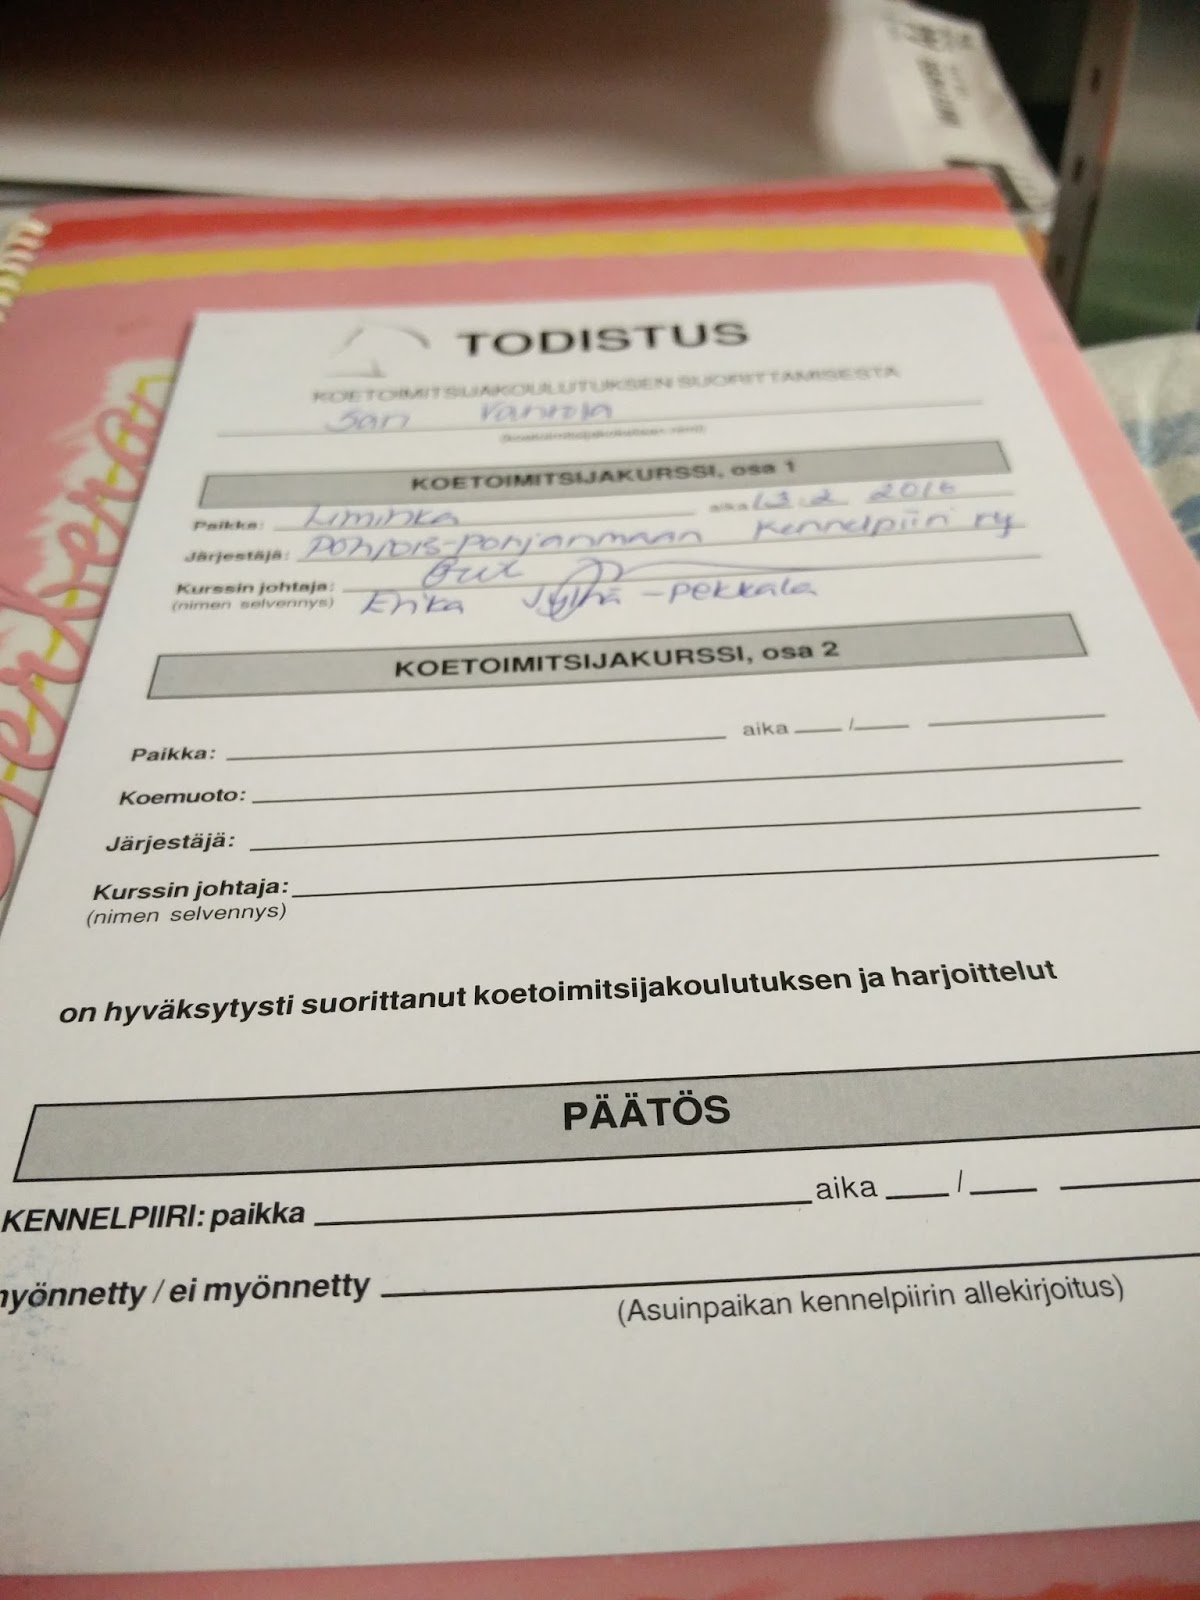 TODISTUS
KOETOIMITSIJAKOULUTUKSEN SUORITTAMISESTA
Sari
KOETOIMITSIJAKURSSI, osa 1
Paikka: Liminka aika 13.2 2016
Järjestäjä: Pohjois-Pohjanmaan Kennelpiiri ry
Kurssin johtaja:
(nimen selvennys) Erika Jylhä-Pekkala
KOETOIMITSIJAKURSSI, osa 2
Paikka: aika /
Koemuoto:
Järjestäjä:
Kurssin johtaja:
(nimen selvennys)
on hyväksytysti suorittanut koetoimitsijakoulutuksen ja harjoittelut
PÄÄTÖS
KENNELPIIRI: paikka aika /
myönnetty / ei myönnetty
(Asuinpaikan kennelpiirin allekirjoitus)